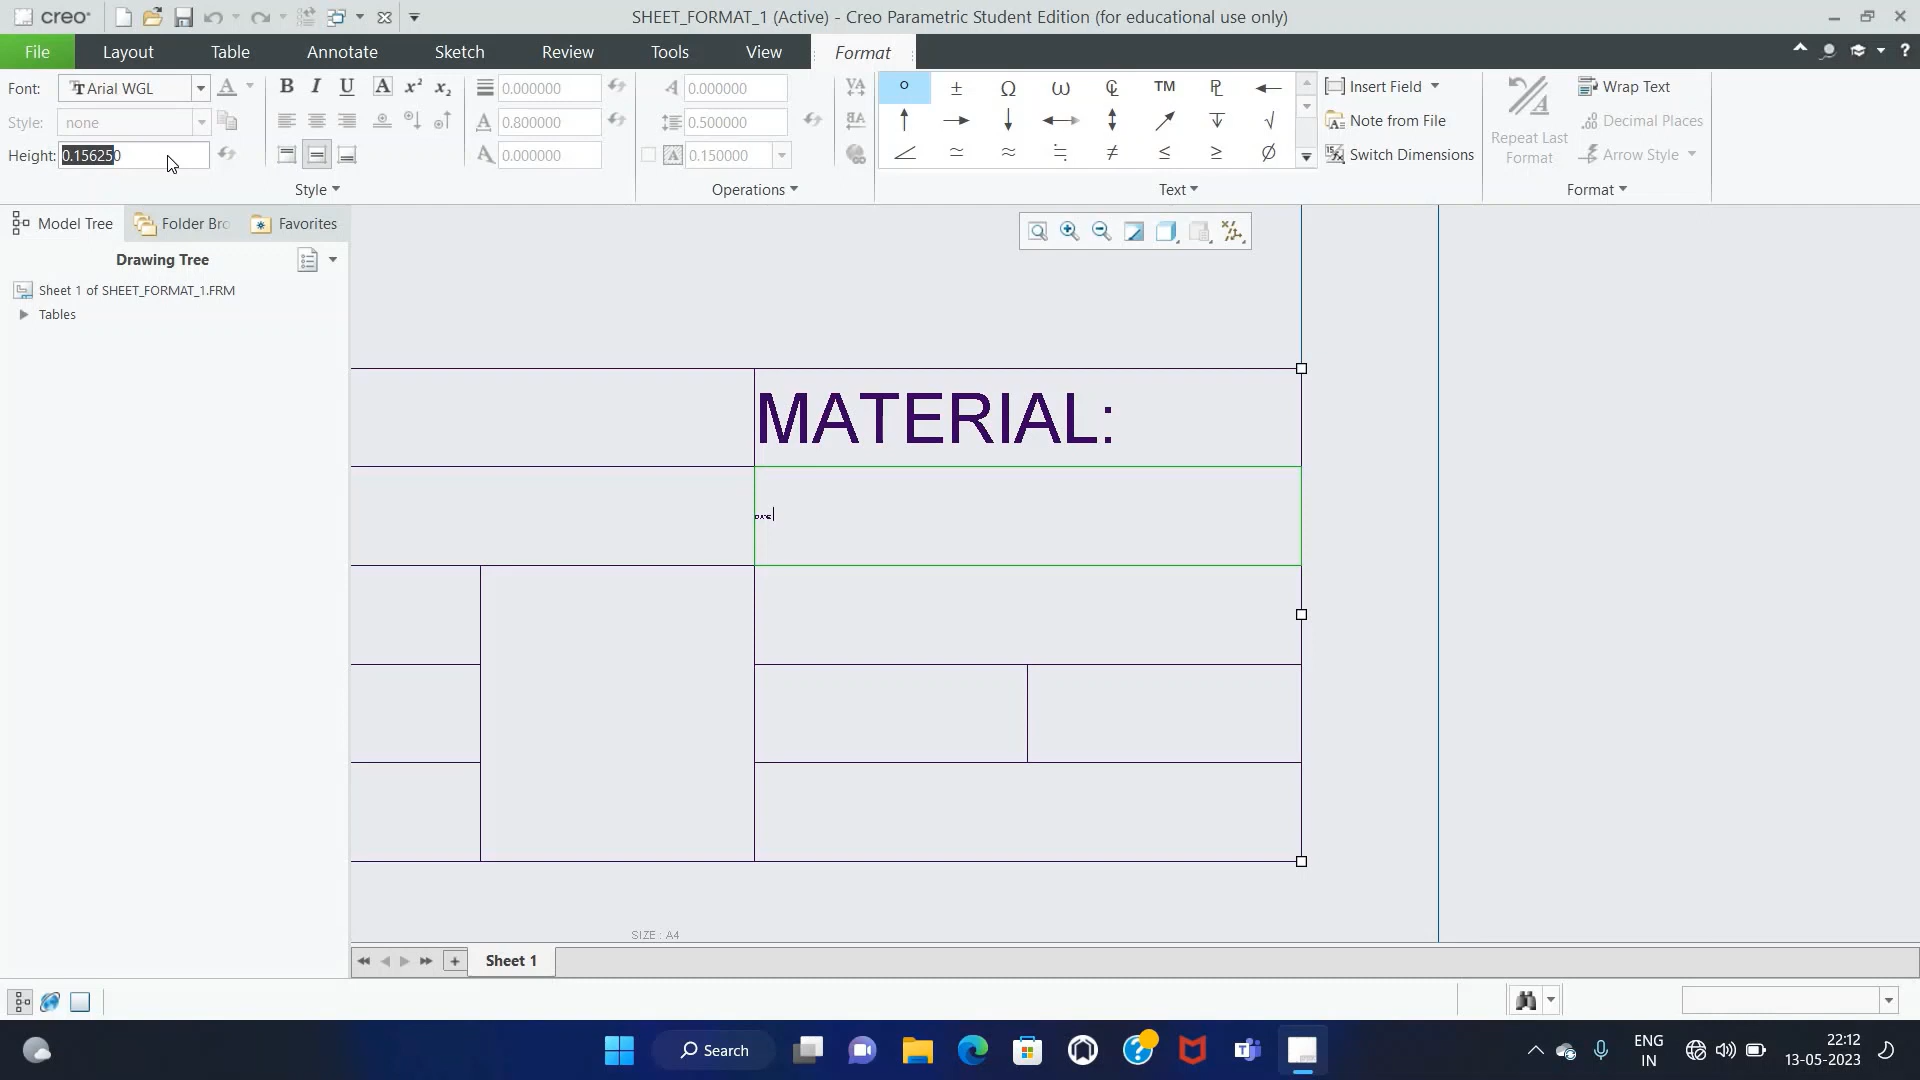 creo
SHEET_FORMAT_1 (Active) - Creo Parametric Student Edition (for educational use only)
File
Layout
Table
Annotate
Sketch
Review
Tools
View
Format
Font:
Arial WGL
Style:
none
Height:
0.156250
B I U A x² x₂
0.000000
0.800000
0.000000
Style
0.000000
0.500000
0.150000
Operations
° ± Ω ω ℄ TM ⅊ ←
↑ → ↓ ↔ ↕ ↗ ↧ √
∠ ≃ ≈ ≒ ≠ ≤ ≥ ∅
Text
Insert Field
Note from File
Switch Dimensions
Repeat Last
Format
Wrap Text
Decimal Places
Arrow Style
Format
Model Tree
Folder Bro
Favorites
Drawing Tree
Sheet 1 of SHEET_FORMAT_1.FRM
Tables
MATERIAL:
SIZE : A4
Sheet 1
Search
ENG
IN
22:12
13-05-2023